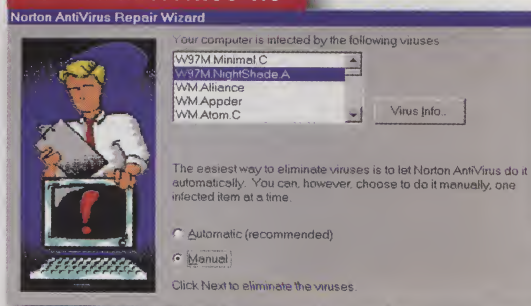 Norton AntiVirus Repair Wizard
Your computer is infected by the following viruses
W97M.Minimal.C
W97M.NightShade.A
WM.Alliance
WM.Appder
WM.Atom.C
Virus Info..
The easiest way to eliminate viruses is to let Norton AntiVirus do it
automatically. You can, however, choose to do it manually, one
infected item at a time.
Automatic (recommended)
Manual
Click Next to eliminate the viruses.